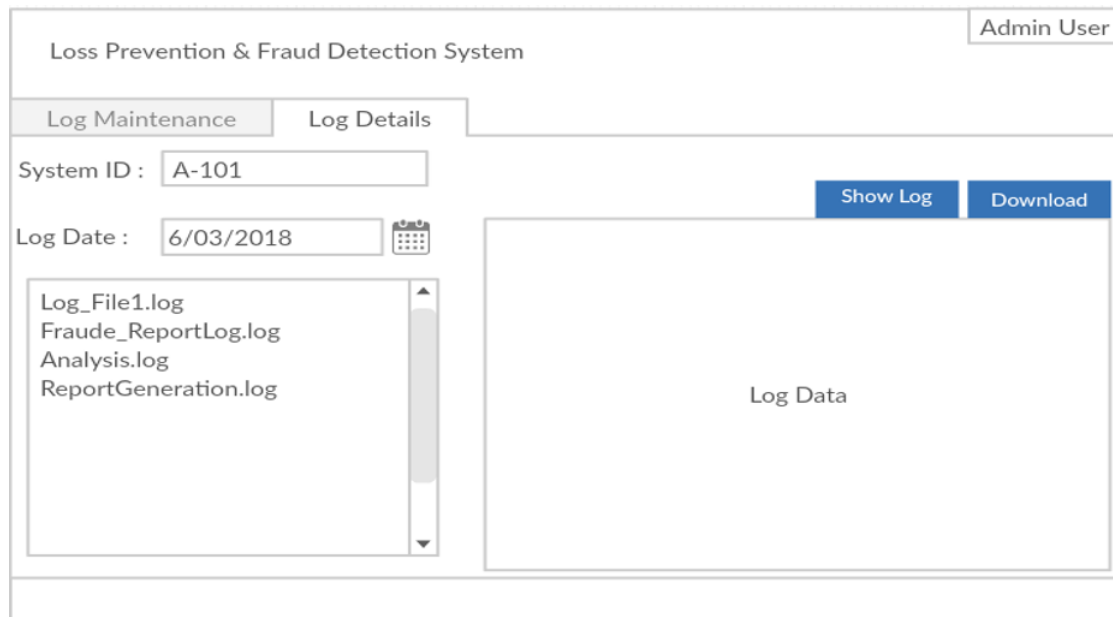 Admin User
Loss Prevention & Fraud Detection System
Log Maintenance
Log Details
System ID :
A-101
Show Log
Download
Log Date :
6/03/2018
Log_File1.log
Fraude_ReportLog.log
Analysis.log
ReportGeneration.log
Log Data